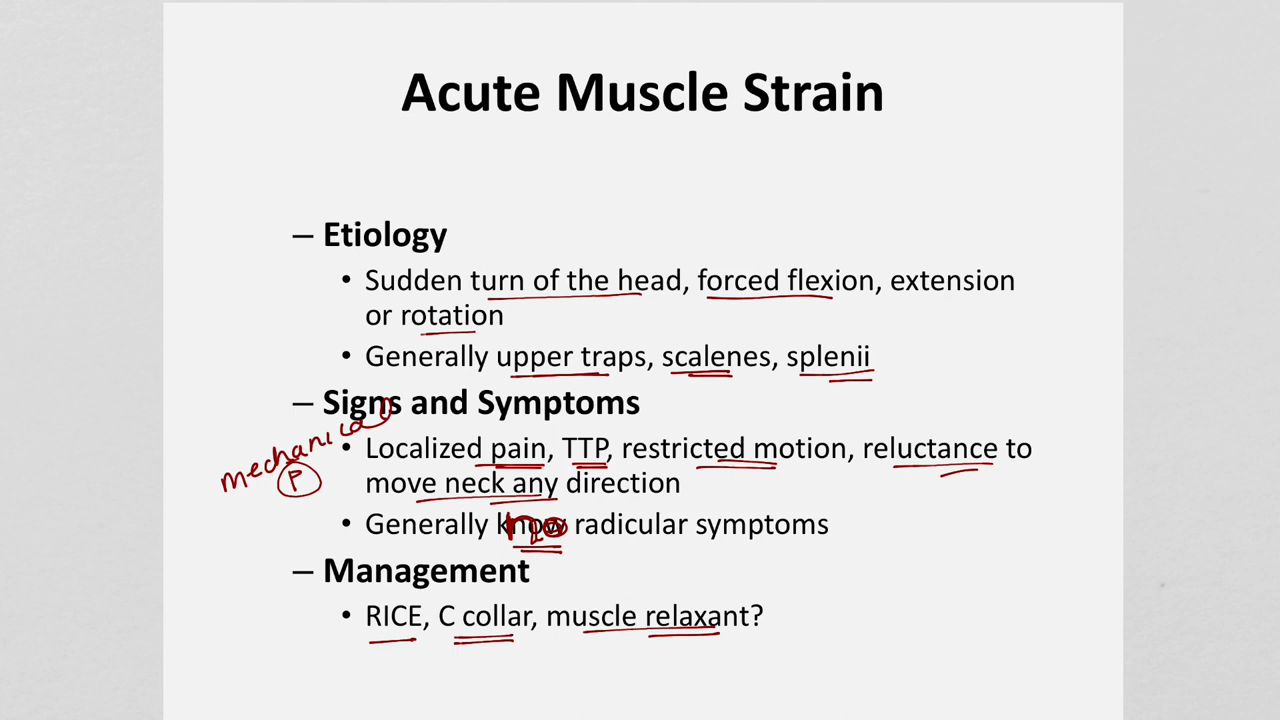 Acute Muscle Strain
– Etiology
• Sudden turn of the head, forced flexion, extension
or rotation
• Generally upper traps, scalenes, splenii
– Signs and Symptoms
mechanical
P
• Localized pain, TTP, restricted motion, reluctance to
move neck any direction
• Generally know radicular symptoms
no
– Management
• RICE, C collar, muscle relaxant?